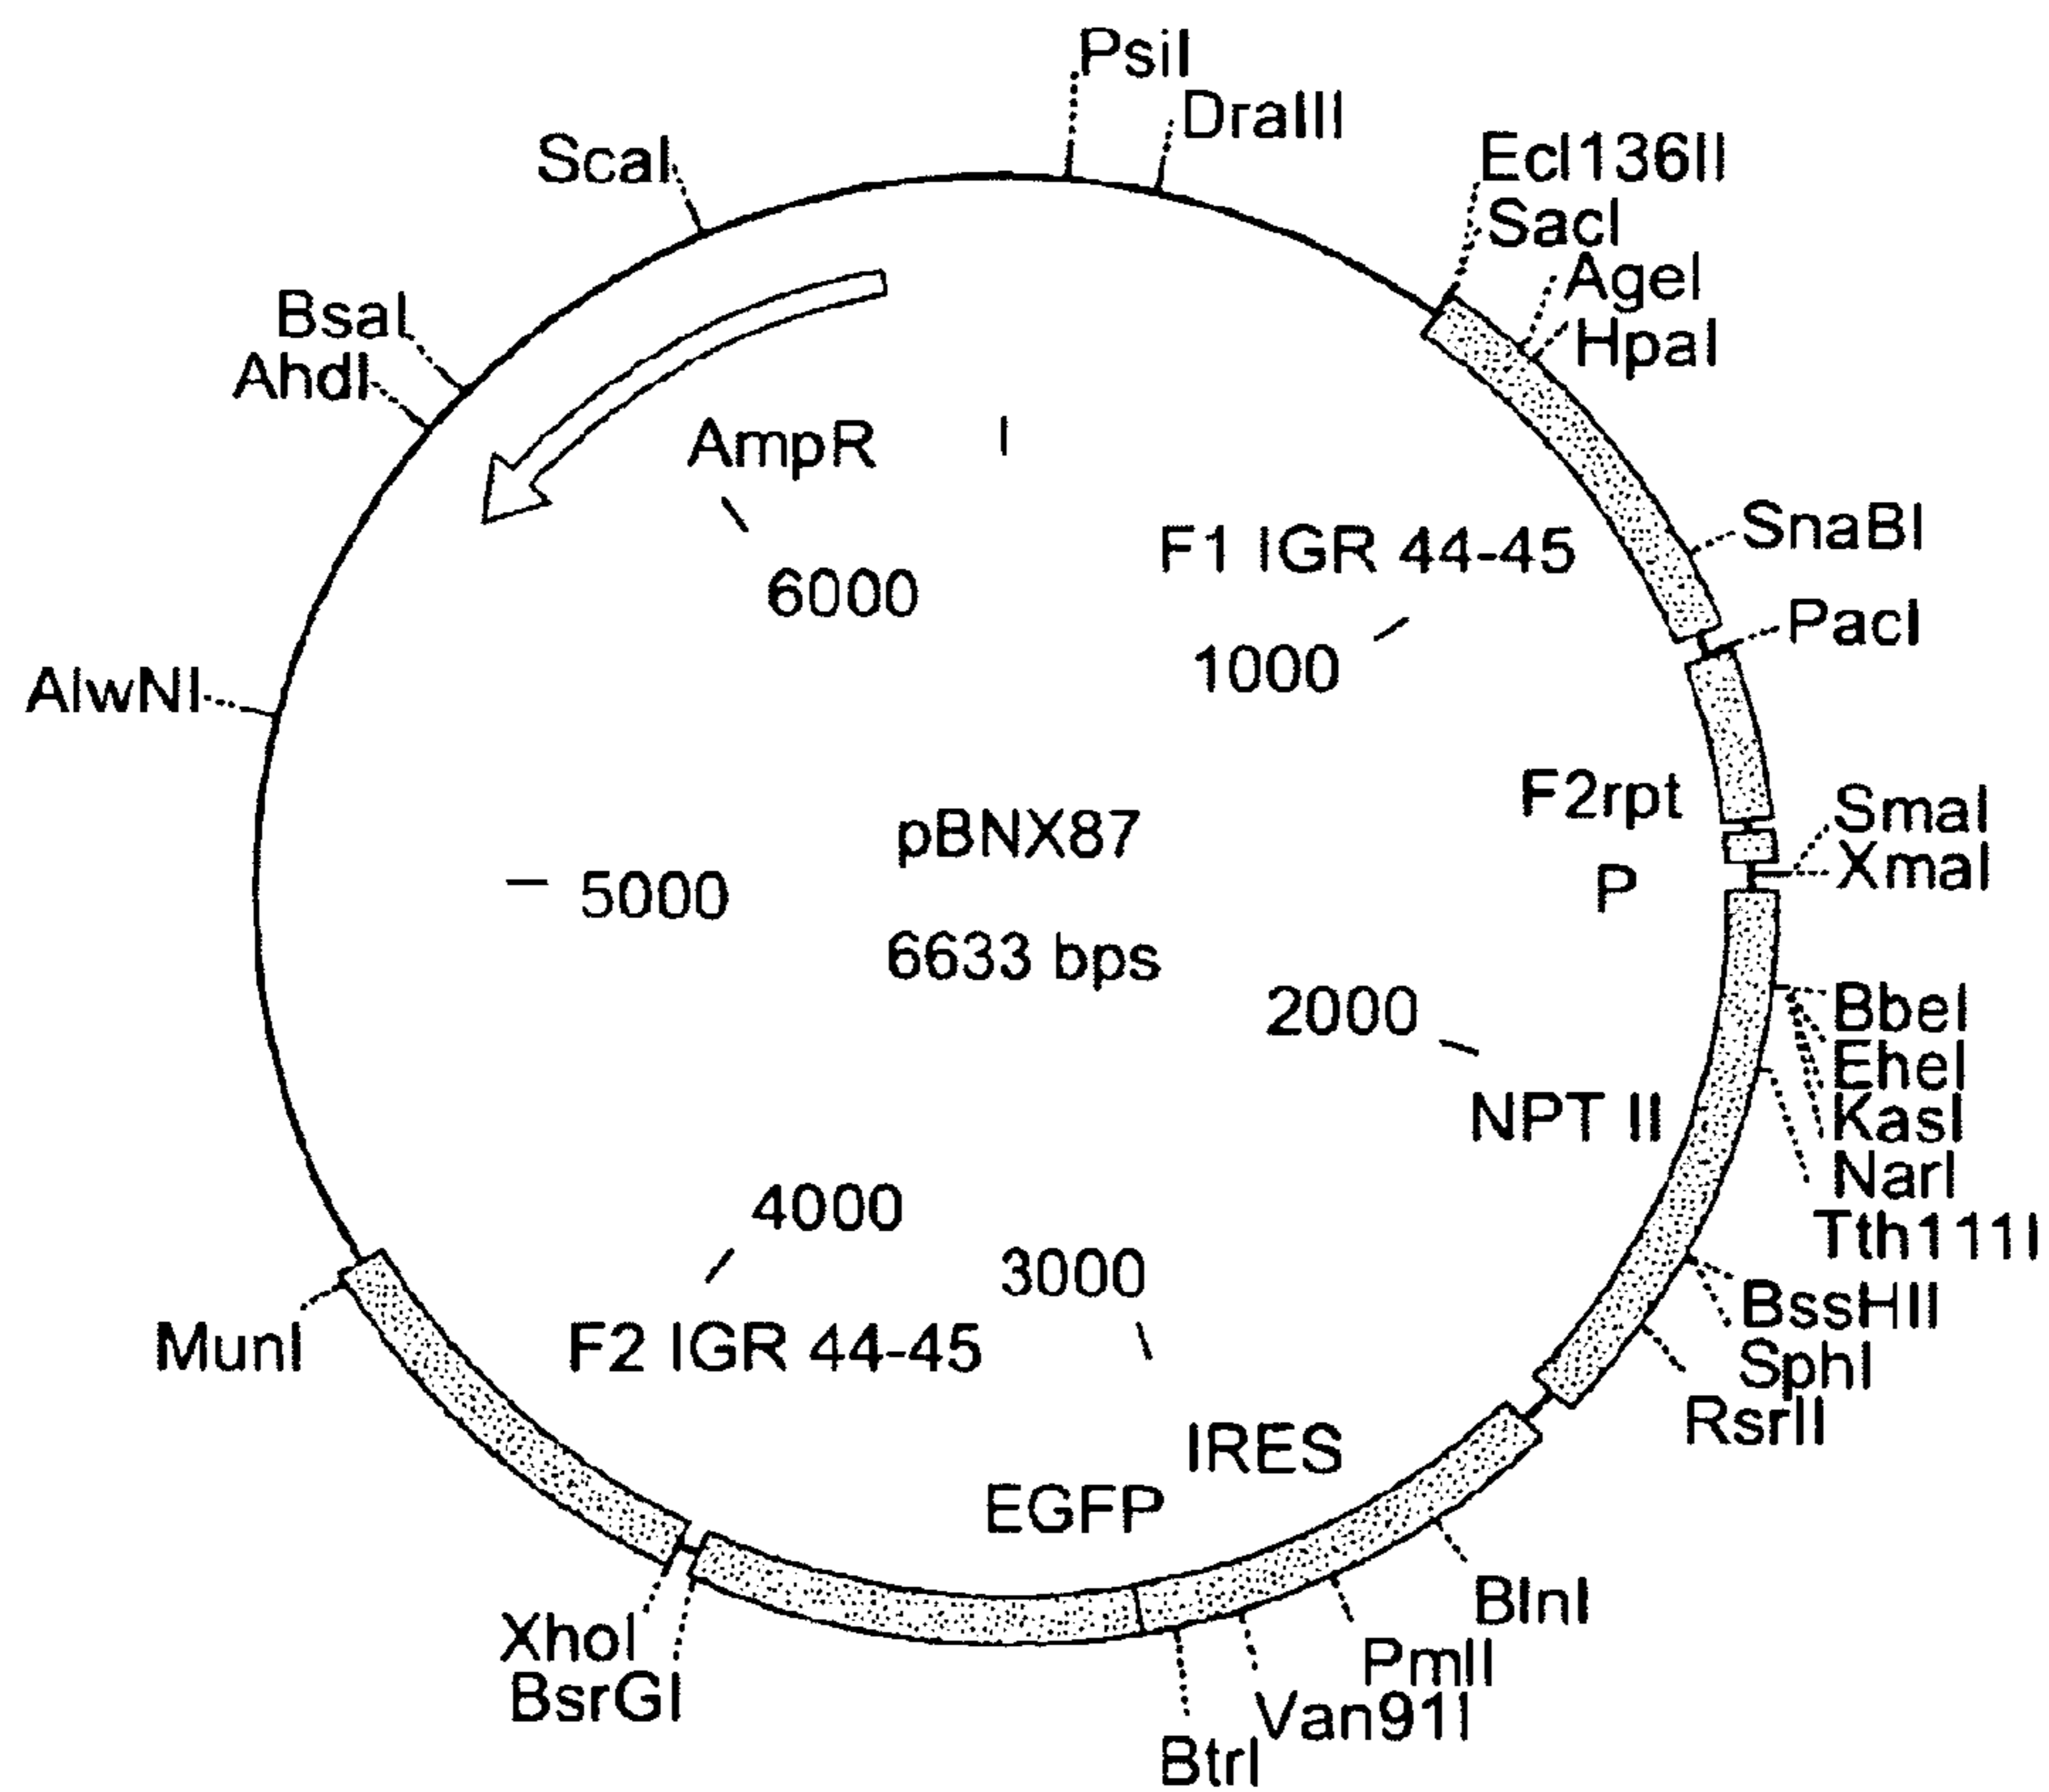 PsiI
DraIII
Ecl136II
SacI
ScaI
AgeI
BsaI
HpaI
AhdI
AmpR
I
F1 IGR 44-45
SnaBI
6000
PacI
1000
AlwNI
F2rpt
SmaI
pBNX87
XmaI
P
5000
6633 bps
2000
BbeI
EheI
NPT II
KasI
NarI
4000
Tth111I
3000
BssHII
MunI
F2 IGR 44-45
SphI
RsrII
IRES
EGFP
BlnI
XhoI
PmlI
BsrGI
Van91I
BtrI